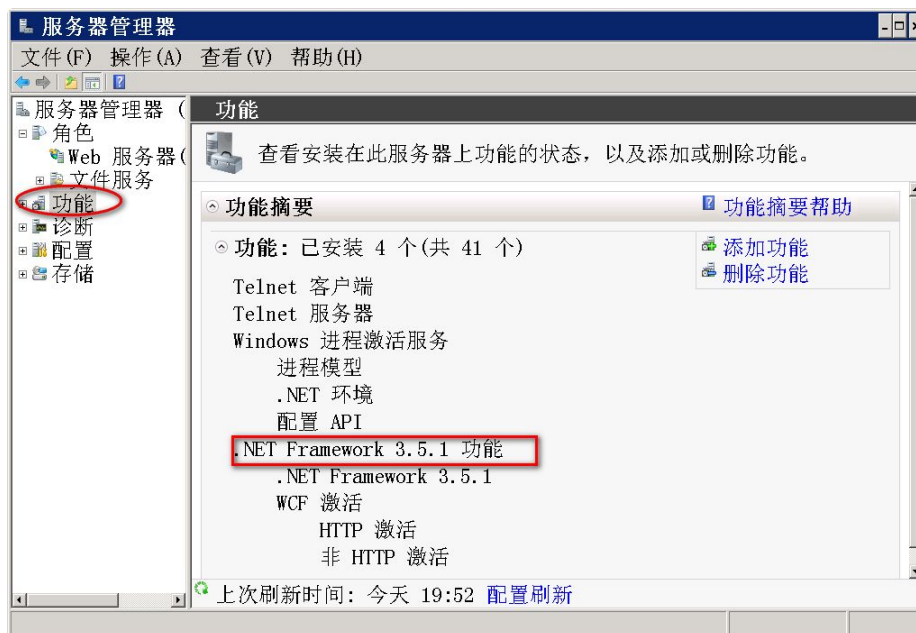 服务器管理器
文件(F) 操作(A) 查看(V) 帮助(H)
服务器管理器 (
角色
Web 服务器(
文件服务
功能
诊断
配置
存储
功能
查看安装在此服务器上功能的状态，以及添加或删除功能。
功能摘要
功能摘要帮助
功能: 已安装 4 个(共 41 个)
添加功能
删除功能
Telnet 客户端
Telnet 服务器
Windows 进程激活服务
进程模型
.NET 环境
配置 API
.NET Framework 3.5.1 功能
.NET Framework 3.5.1
WCF 激活
HTTP 激活
非 HTTP 激活
上次刷新时间: 今天 19:52 配置刷新